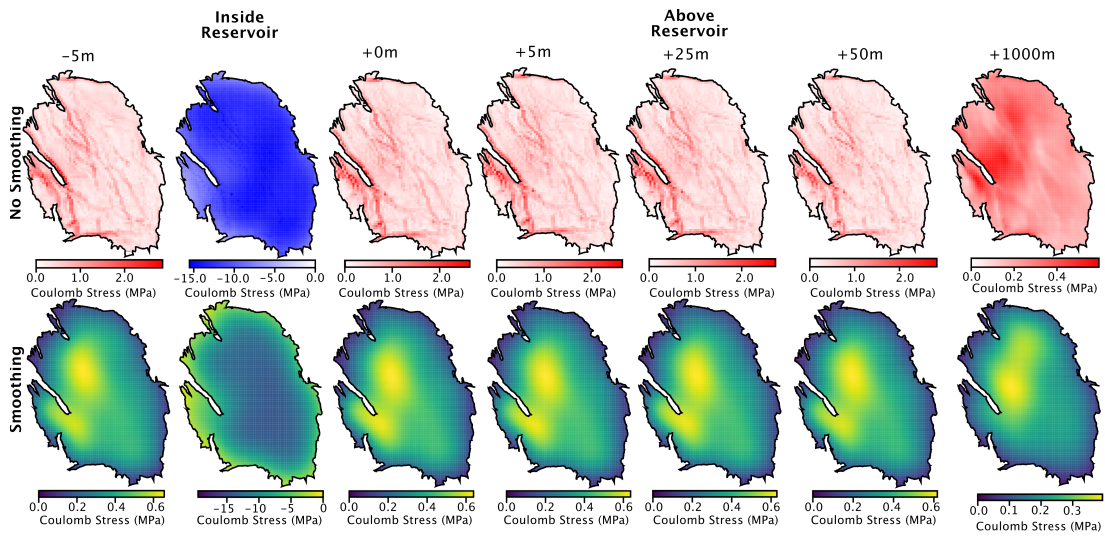 Inside
Reservoir
Above
Reservoir
−5m
+0m
+5m
+25m
+50m
+1000m
No Smoothing
0.0 1.0 2.0
−15.0 −10.0 −5.0 0.0
0.0 1.0 2.0
0.0 1.0 2.0
0.0 1.0 2.0
0.0 1.0 2.0
0.0 0.2 0.4
Coulomb Stress (MPa)
Coulomb Stress (MPa)
Coulomb Stress (MPa)
Coulomb Stress (MPa)
Coulomb Stress (MPa)
Coulomb Stress (MPa)
Coulomb Stress (MPa)
Smoothing
0.0 0.2 0.4 0.6
−15 −10 −5 0
0.0 0.2 0.4 0.6
0.0 0.2 0.4 0.6
0.0 0.2 0.4 0.6
0.0 0.2 0.4 0.6
0.0 0.1 0.2 0.3
Coulomb Stress (MPa)
Coulomb Stress (MPa)
Coulomb Stress (MPa)
Coulomb Stress (MPa)
Coulomb Stress (MPa)
Coulomb Stress (MPa)
Coulomb Stress (MPa)